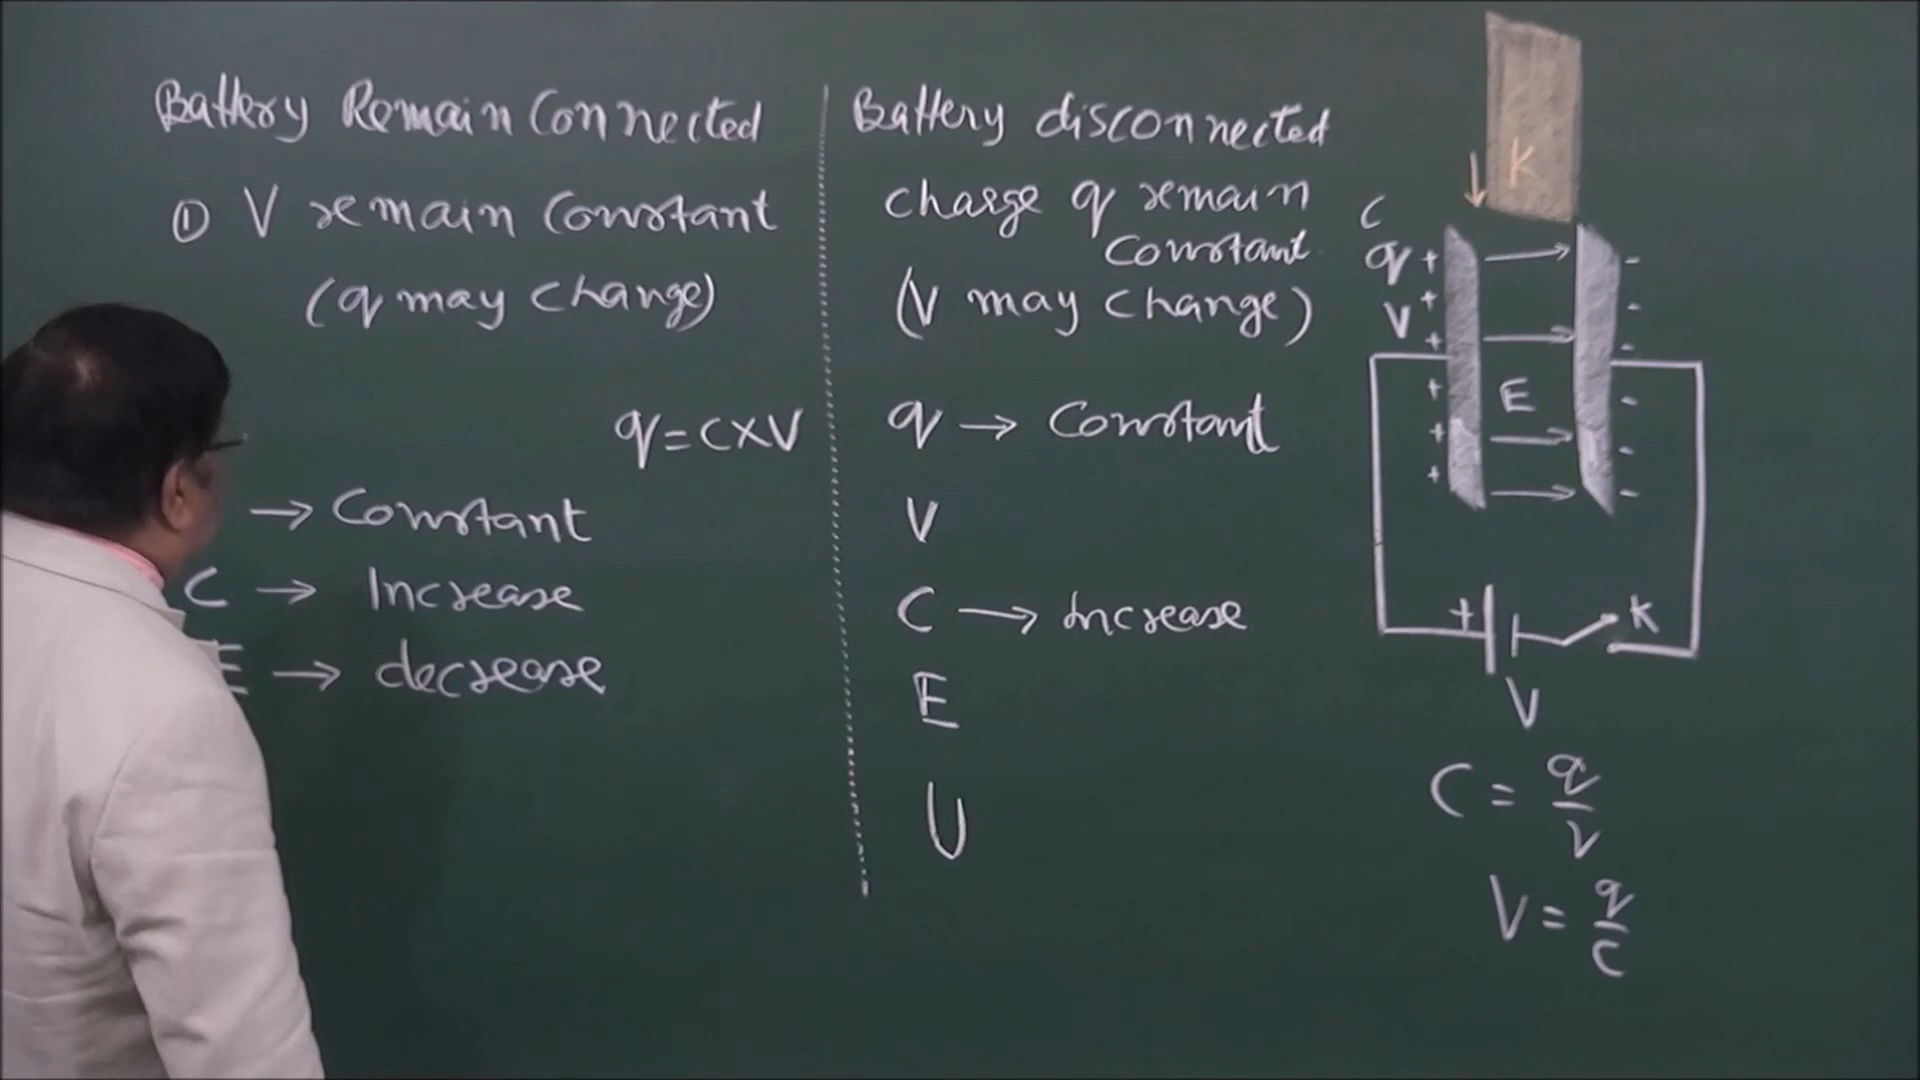 Battery Remain Connected
① V remain Constant
(q may change)
q = C X V
→ Constant
C → Increase
E → decrease
Battery disconnected
charge q remain
Constant
(V may change)
q → Constant
V
C → Increase
E
U
K
C
q
V
+ + + + + +
- - - - - -
E
+
K
V
C = q/V
V = q/C